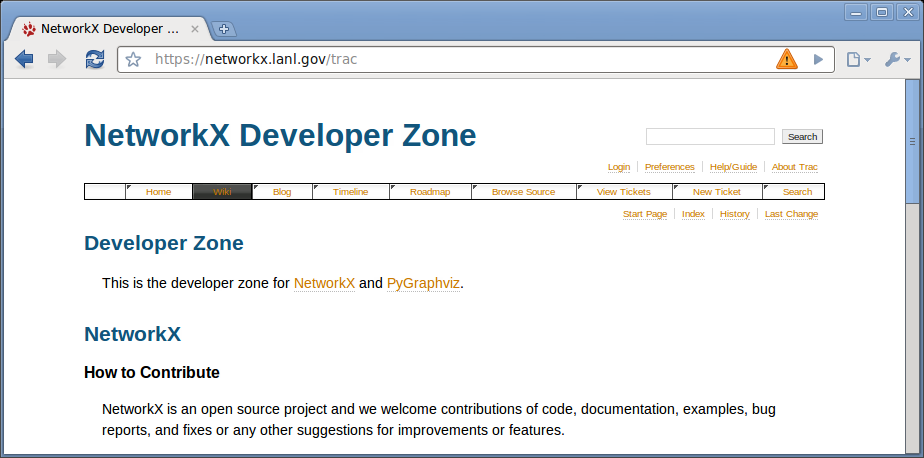 NetworkX Developer ...
https://networkx.lanl.gov/trac
NetworkX Developer Zone
Search
Login Preferences Help/Guide About Trac
Home Wiki Blog Timeline Roadmap Browse Source View Tickets New Ticket Search
Start Page Index History Last Change
Developer Zone
This is the developer zone for NetworkX and PyGraphviz.
NetworkX
How to Contribute
NetworkX is an open source project and we welcome contributions of code, documentation, examples, bug
reports, and fixes or any other suggestions for improvements or features.